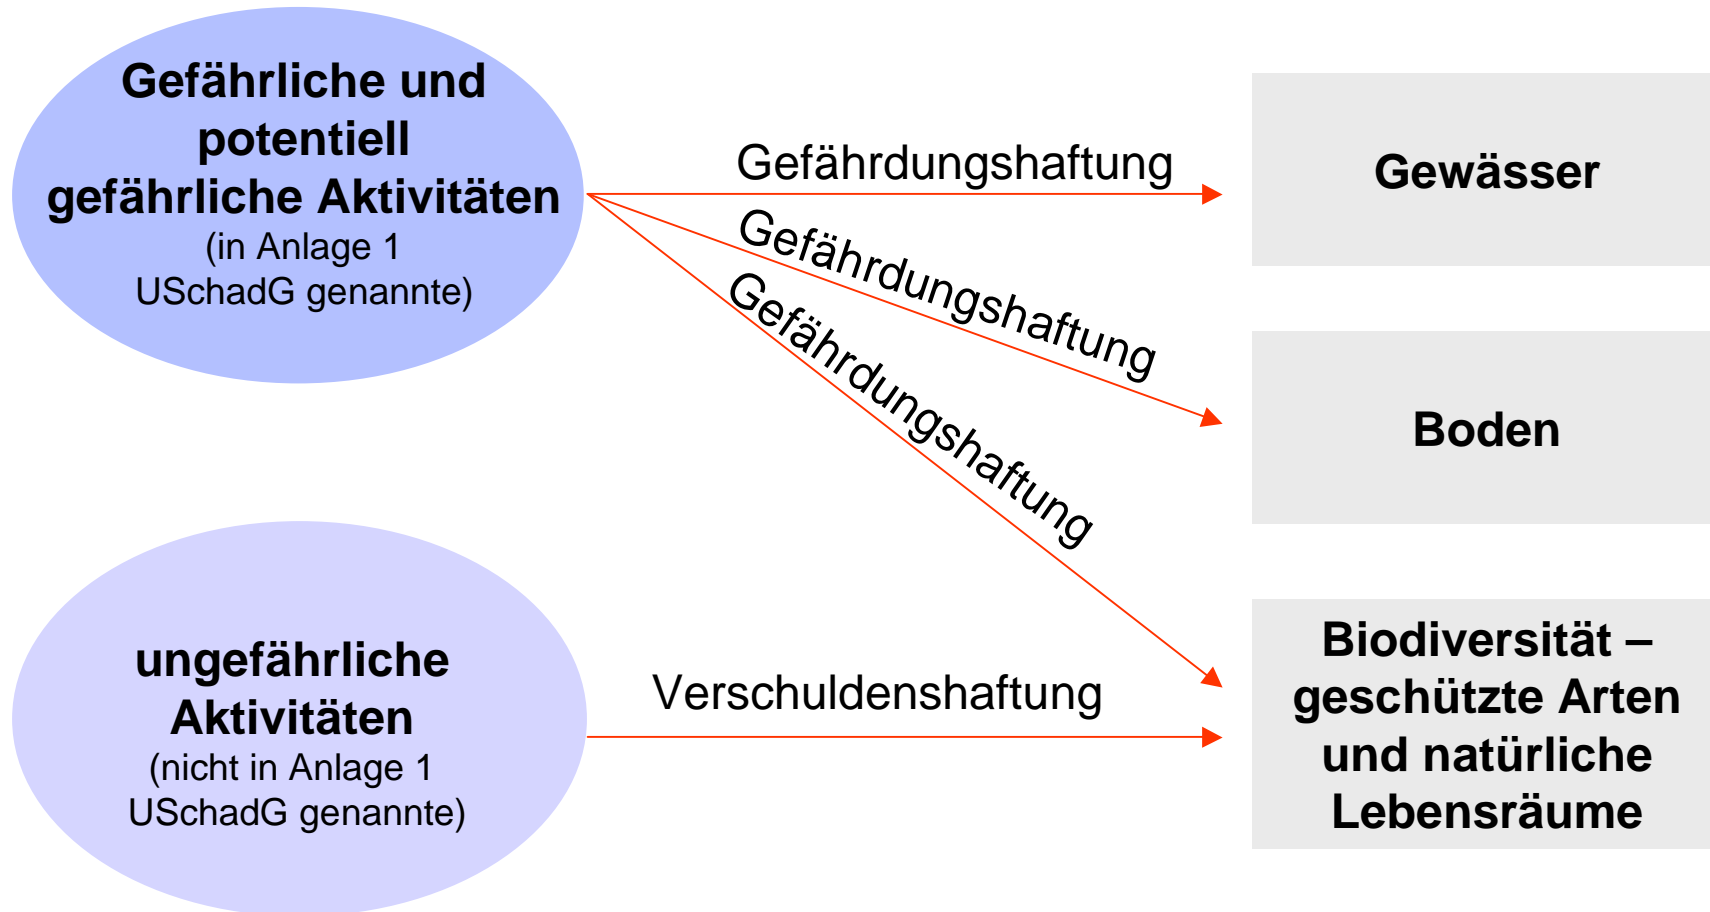 Gefährliche und
potentiell
gefährliche Aktivitäten
(in Anlage 1
USchadG genannte)
Gefährdungshaftung
Gefährdungshaftung
Gefährdungshaftung
Gewässer
Boden
ungefährliche
Aktivitäten
(nicht in Anlage 1
USchadG genannte)
Verschuldenshaftung
Biodiversität –
geschützte Arten
und natürliche
Lebensräume